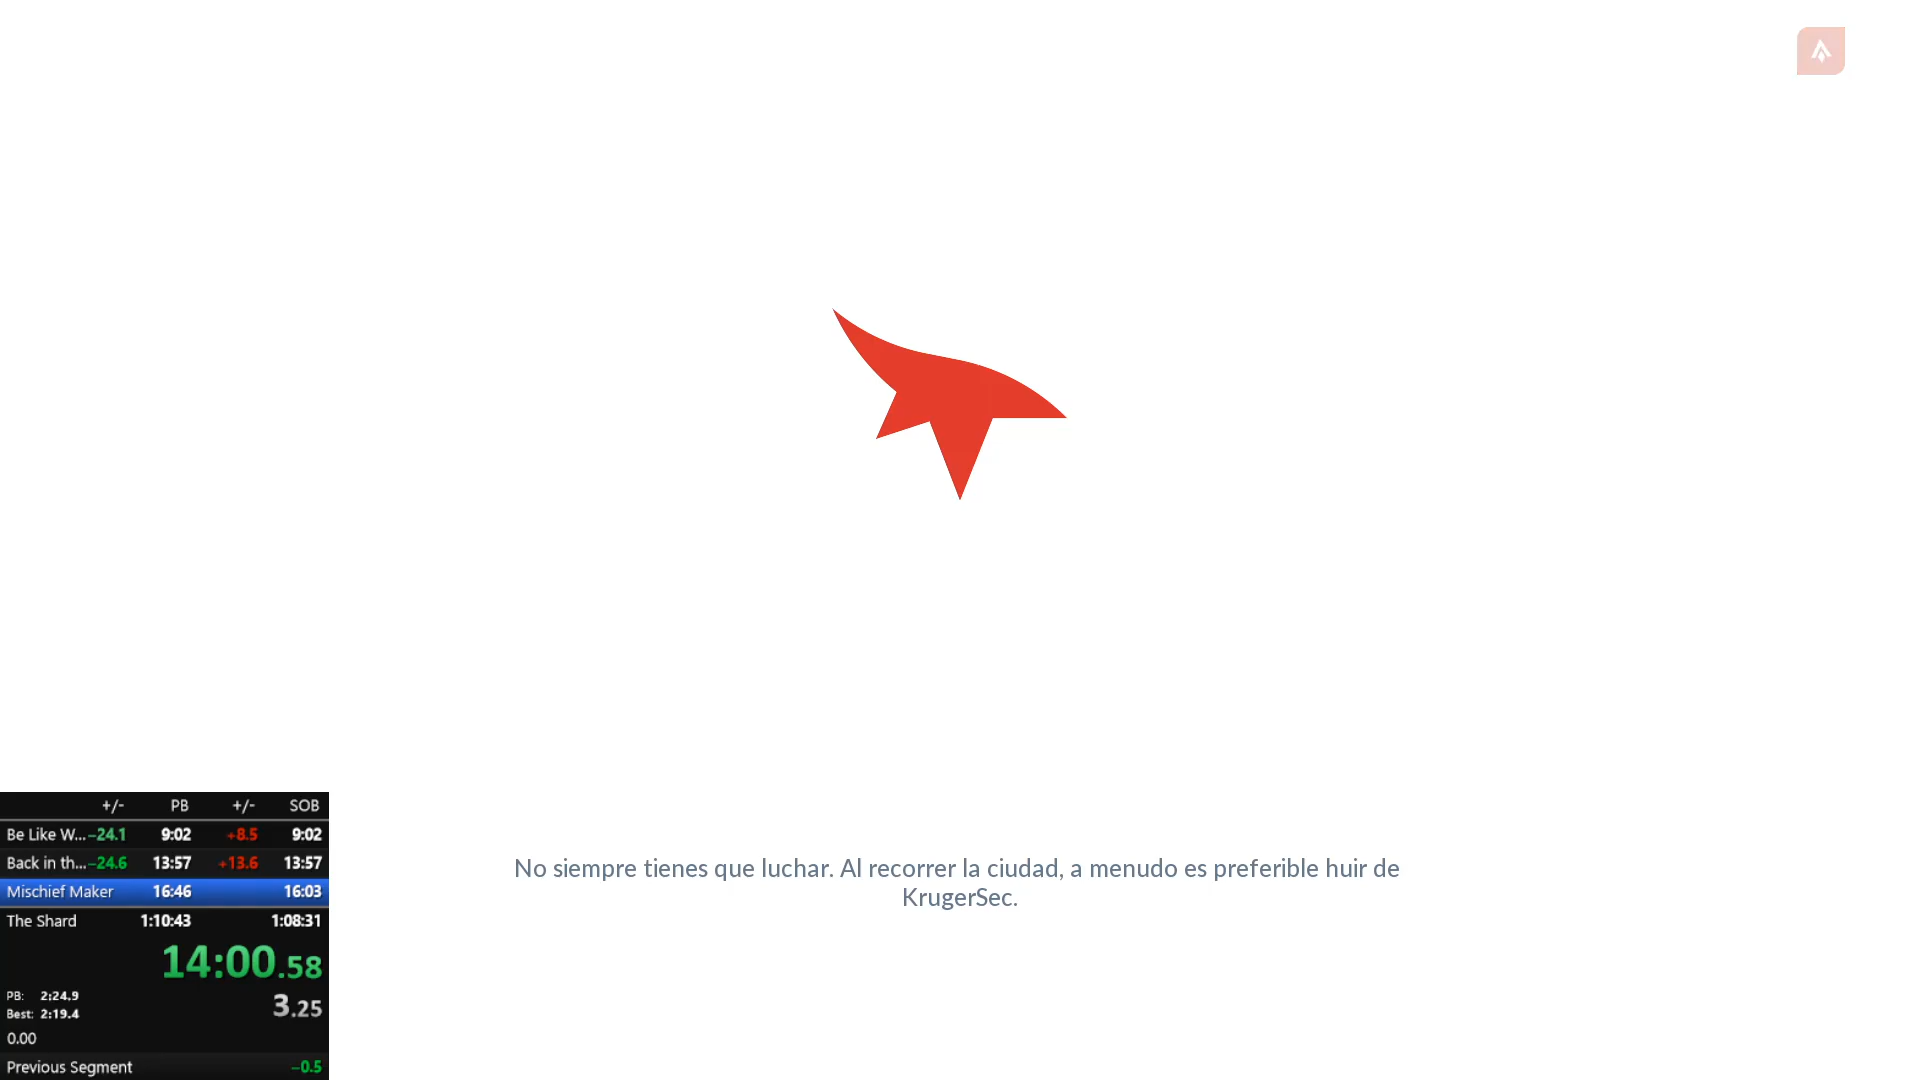 +/- PB +/- SOB
Be Like W... −24.1 9:02 +8.5 9:02
Back in th... −24.6 13:57 +13.6 13:57
Mischief Maker 16:46 16:03
The Shard 1:10:43 1:08:31
14:00.58
PB: 2:24.9
3.25
Best: 2:19.4
0.00
Previous Segment −0.5
No siempre tienes que luchar. Al recorrer la ciudad, a menudo es preferible huir de
KrugerSec.